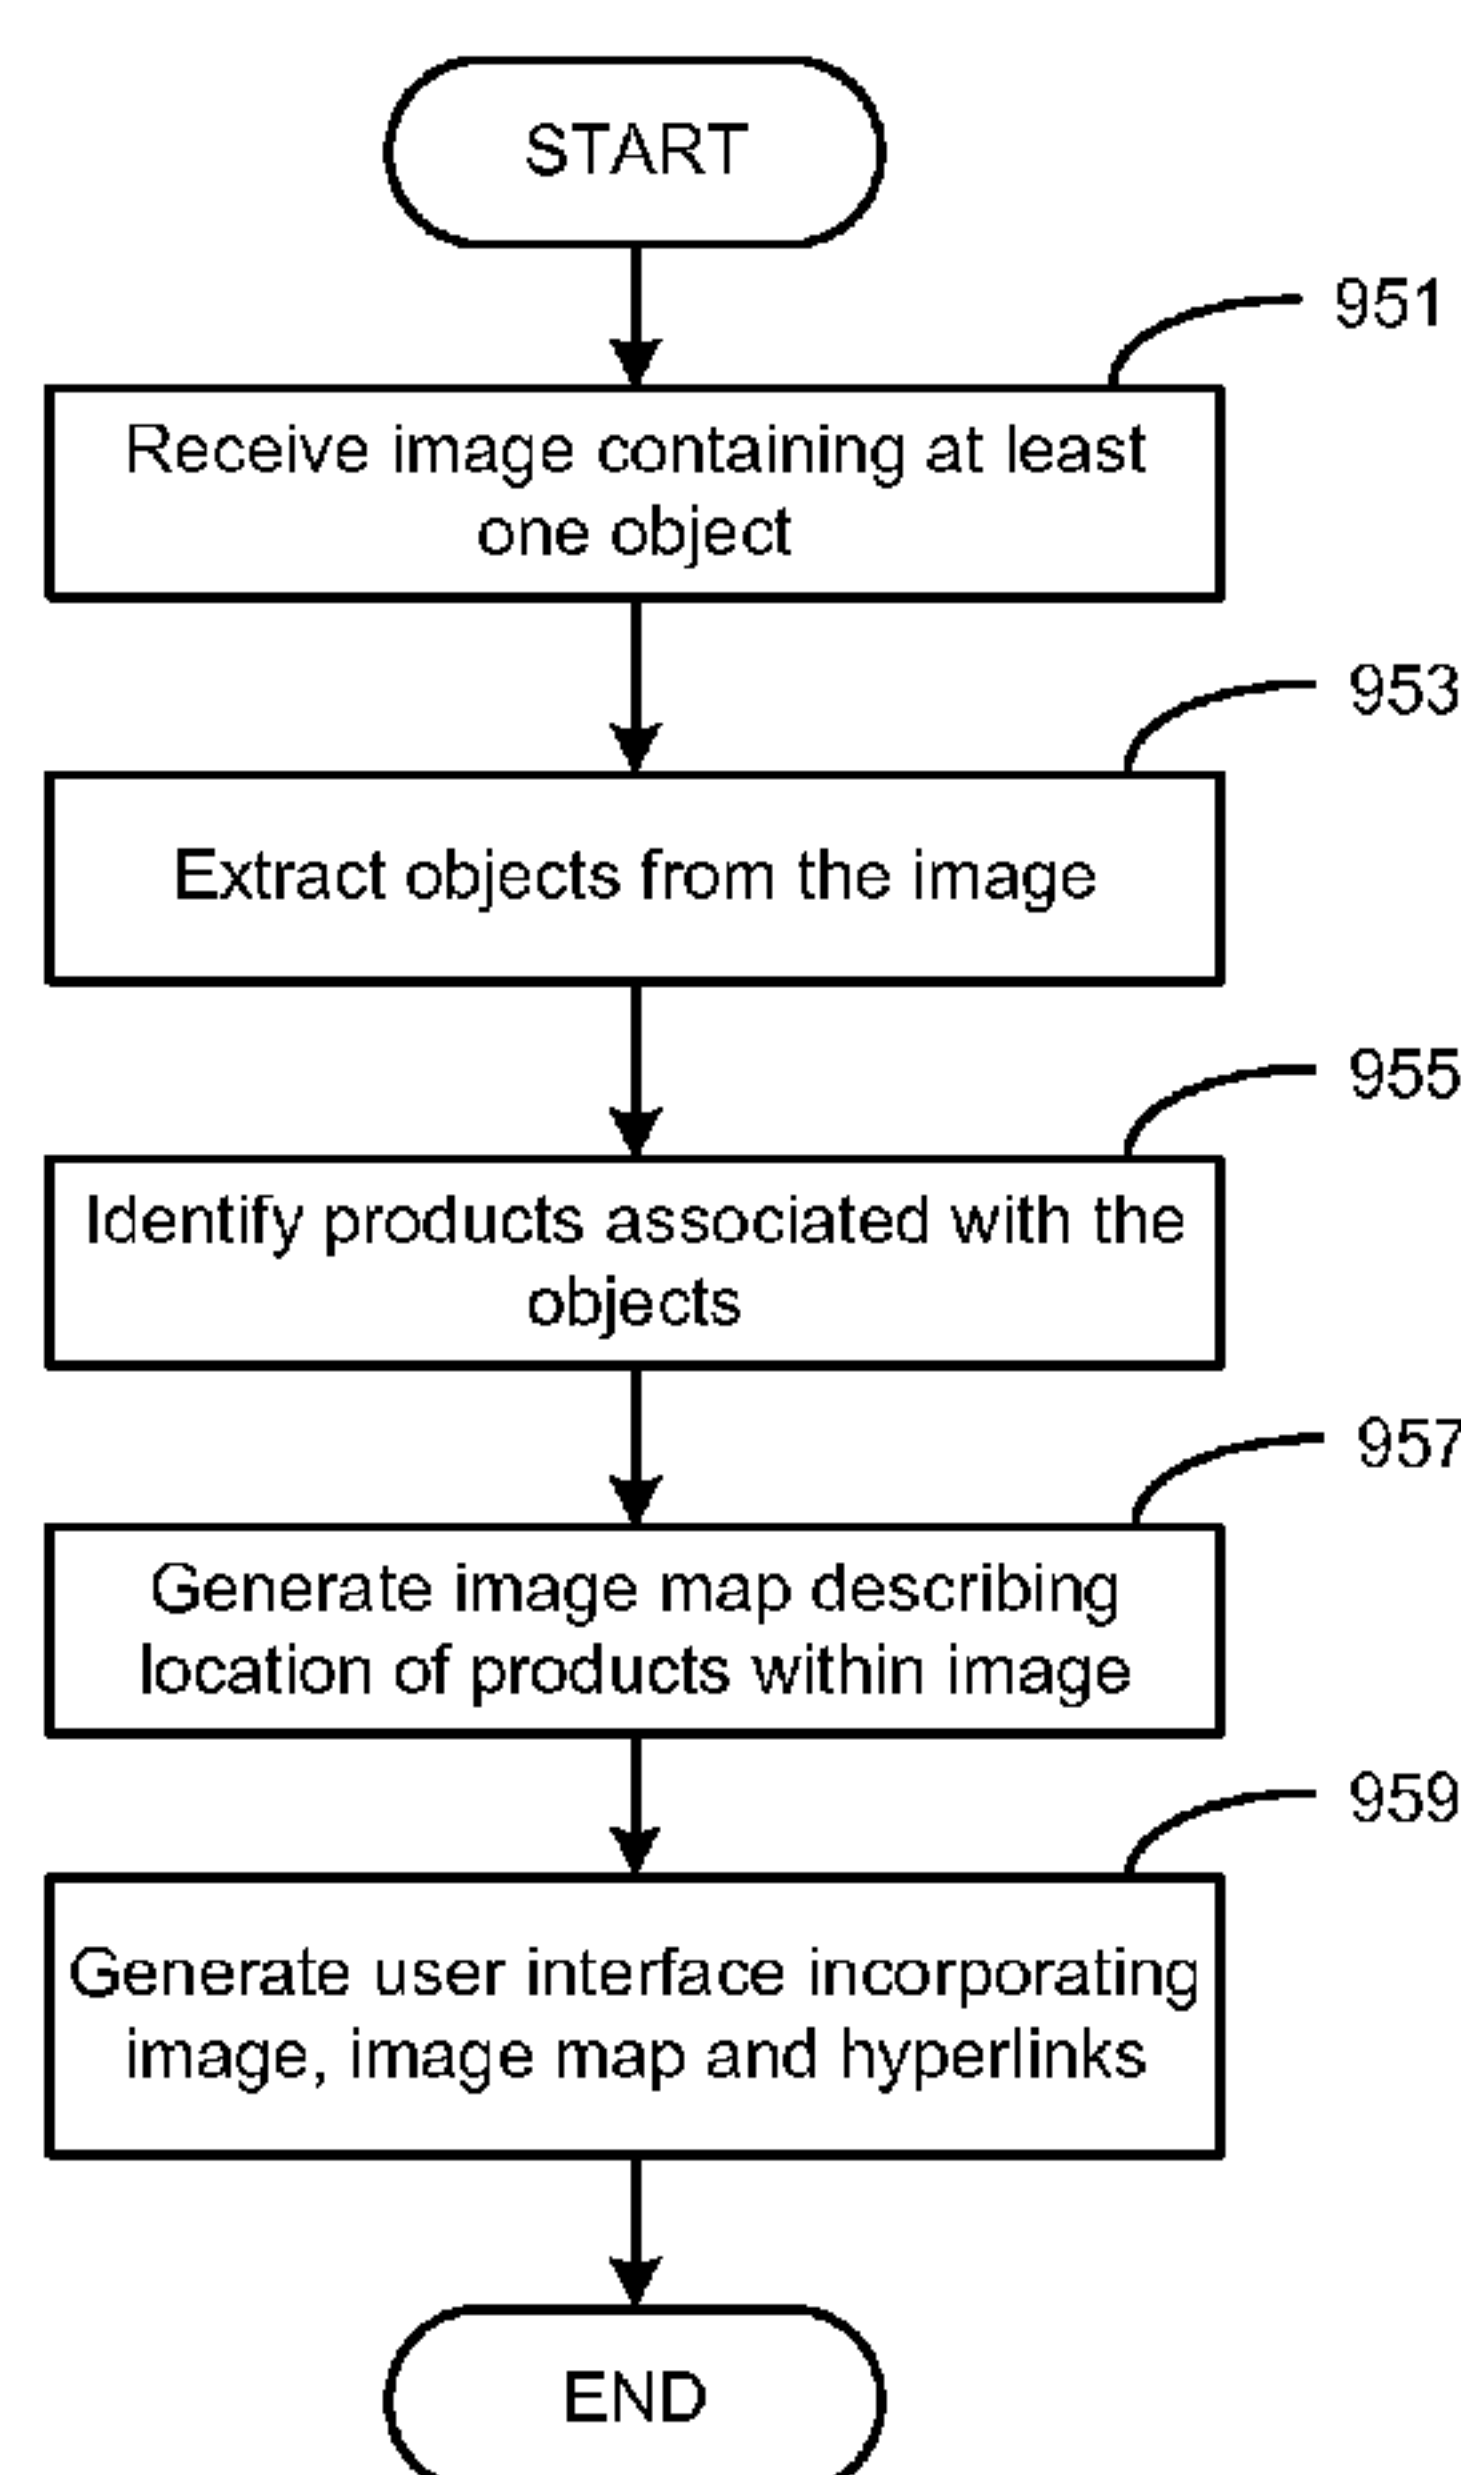 START
951
Receive image containing at least
one object
953
Extract objects from the image
955
Identify products associated with the
objects
957
Generate image map describing
location of products within image
959
Generate user interface incorporating
image, image map and hyperlinks
END